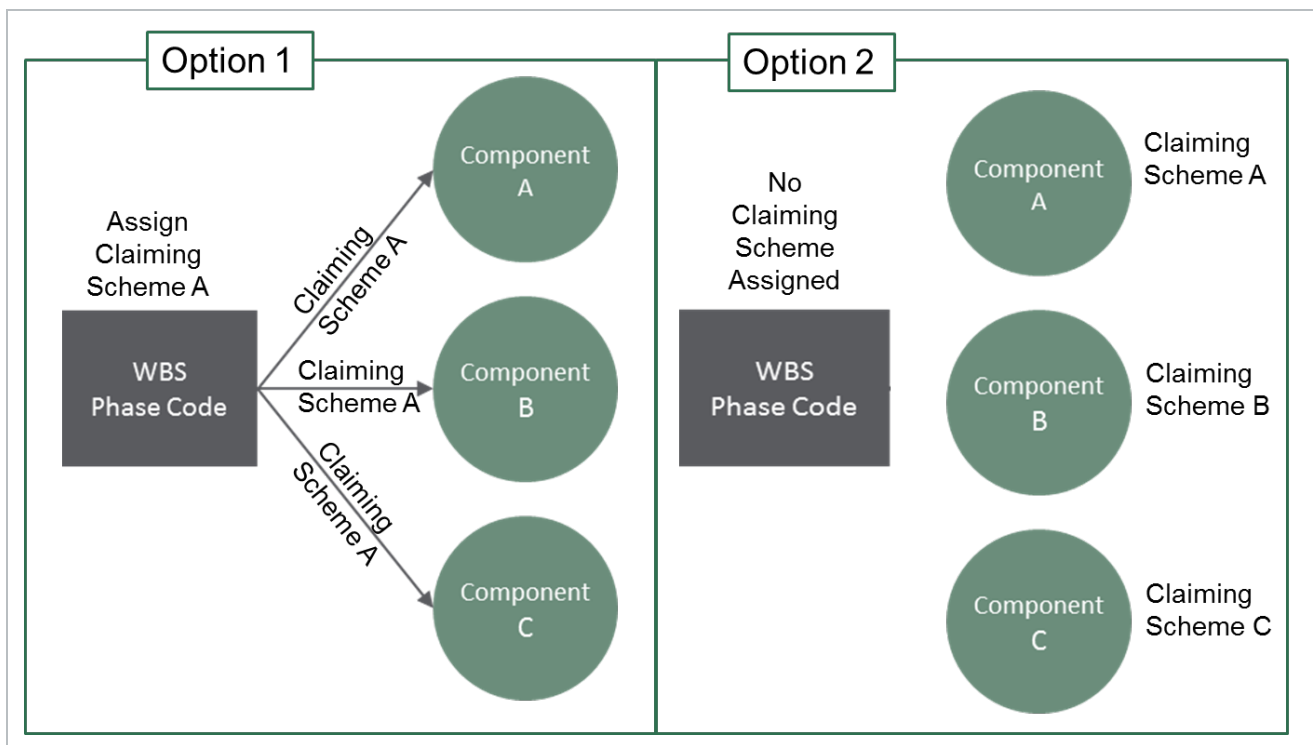 Option 1
Assign
Claiming
Scheme A
WBS
Phase Code
Claiming
Scheme A
Claiming
Scheme A
Claiming
Scheme A
Component
A
Component
B
Component
C
Option 2
No
Claiming
Scheme
Assigned
WBS
Phase Code
Component
A
Claiming
Scheme A
Component
B
Claiming
Scheme B
Component
C
Claiming
Scheme C